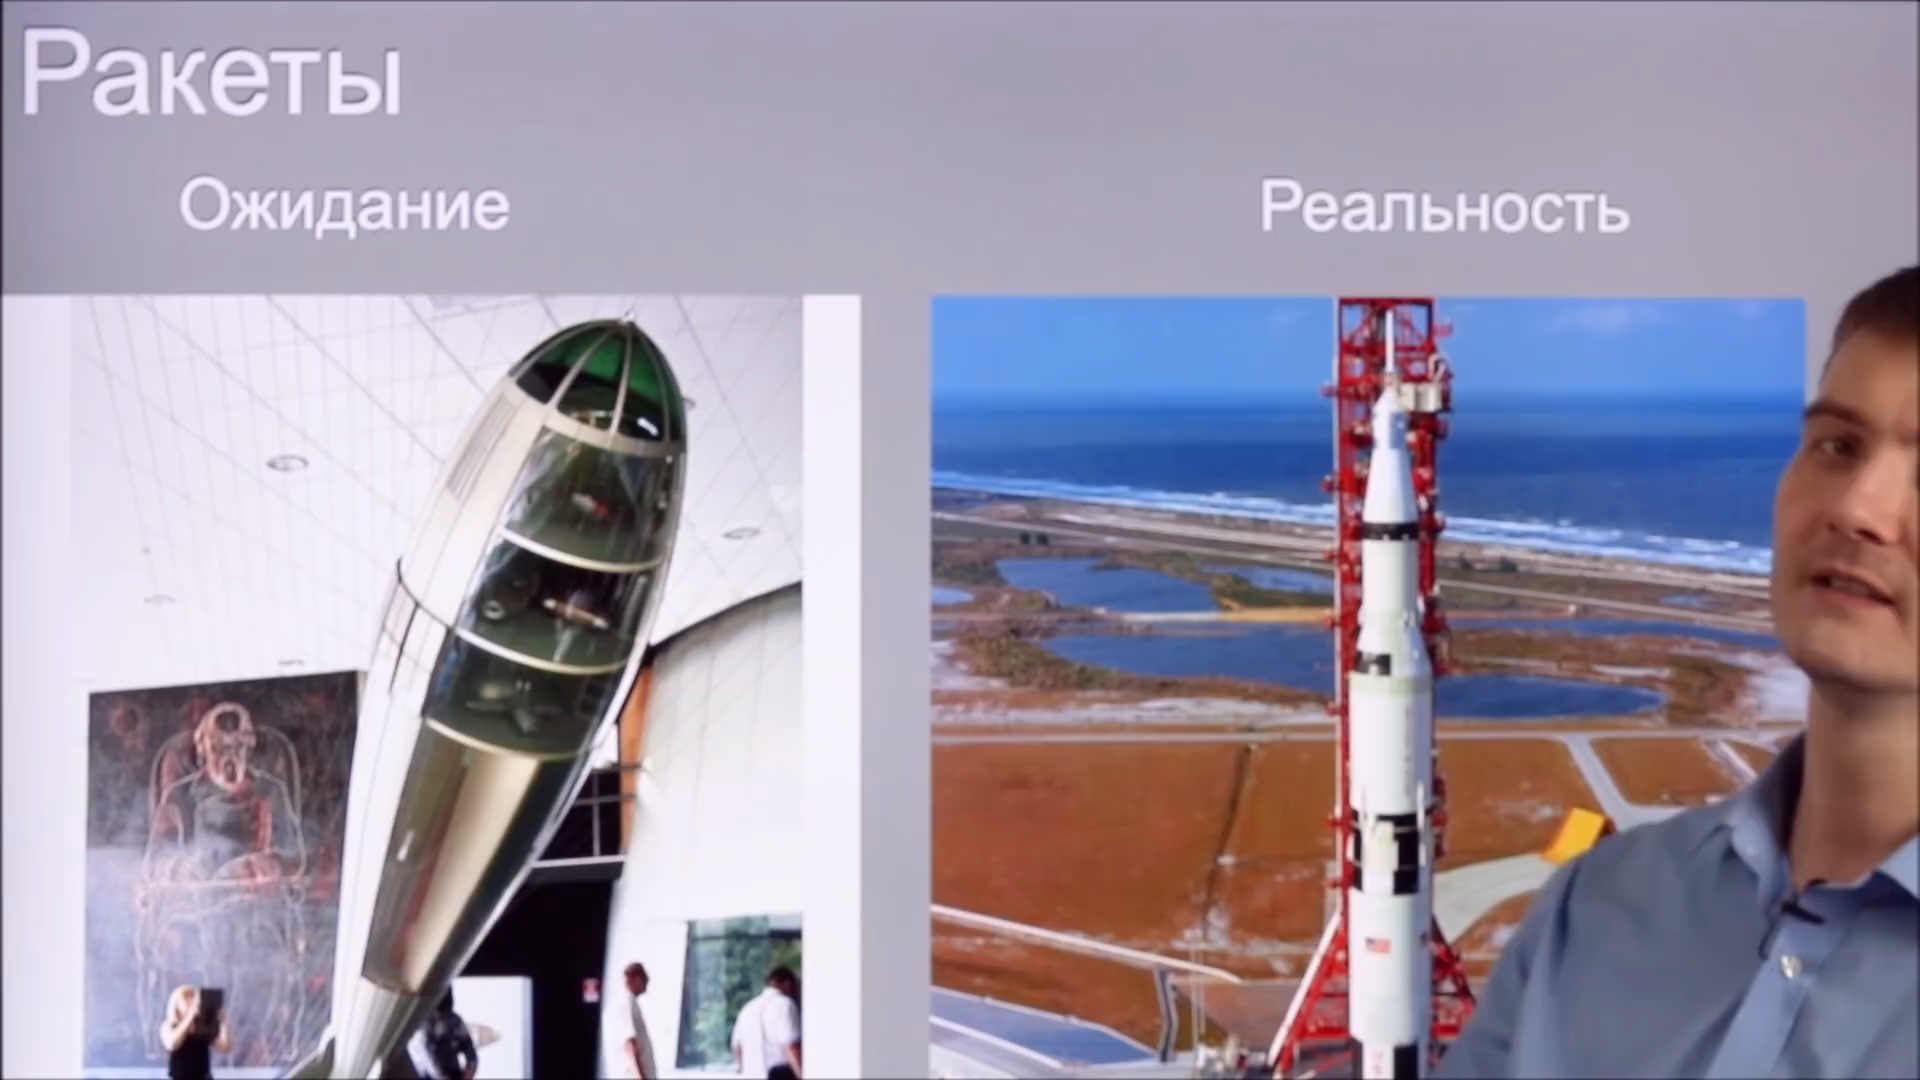 Ракеты
Ожидание
Реальность